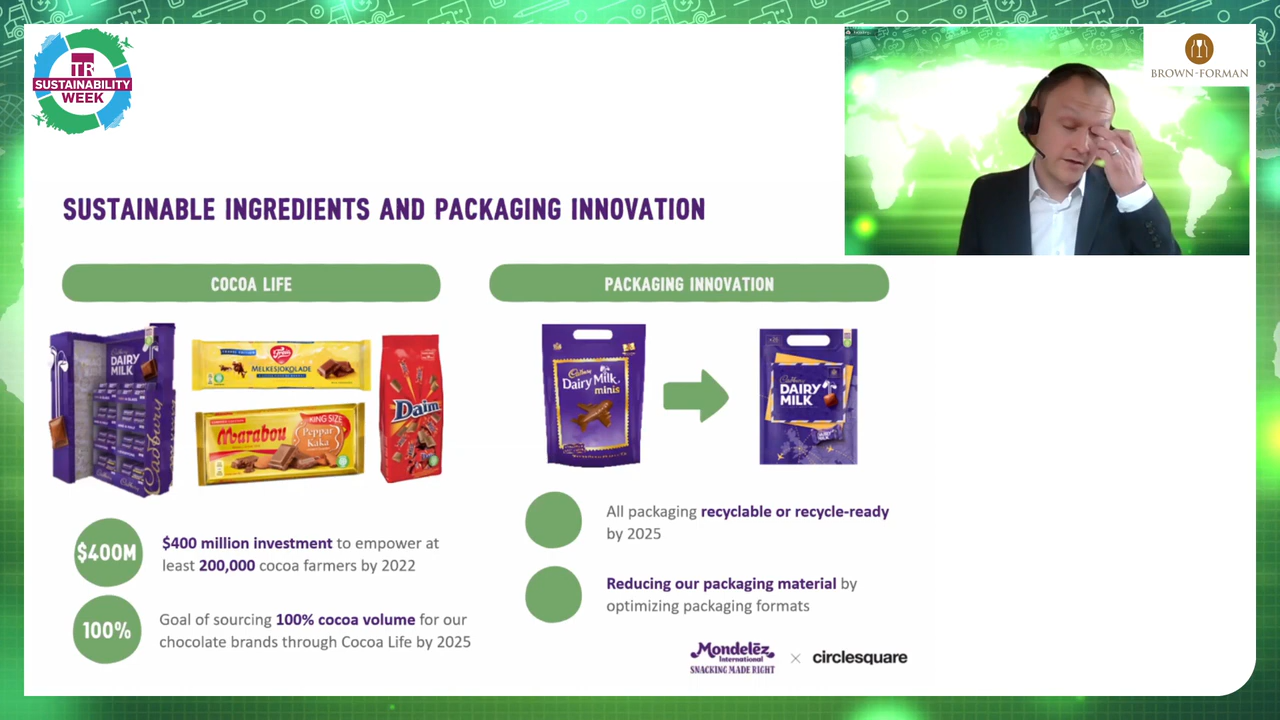 TR
SUSTAINABILITY
WEEK
BROWN-FORMAN
SUSTAINABLE INGREDIENTS AND PACKAGING INNOVATION
COCOA LIFE
PACKAGING INNOVATION
Cadbury
DAIRY
MILK
Cadbury
Freia
MELKESJOKOLADE
Marabou
KING SIZE
Peppar
Kaka
Daim
Cadbury
Dairy Milk
minis
Cadbury
DAIRY
MILK
$400M
$400 million investment to empower at
least 200,000 cocoa farmers by 2022
100%
Goal of sourcing 100% cocoa volume for our
chocolate brands through Cocoa Life by 2025
All packaging recyclable or recycle-ready
by 2025
Reducing our packaging material by
optimizing packaging formats
Mondelēz
International
SNACKING MADE RIGHT
× circlesquare